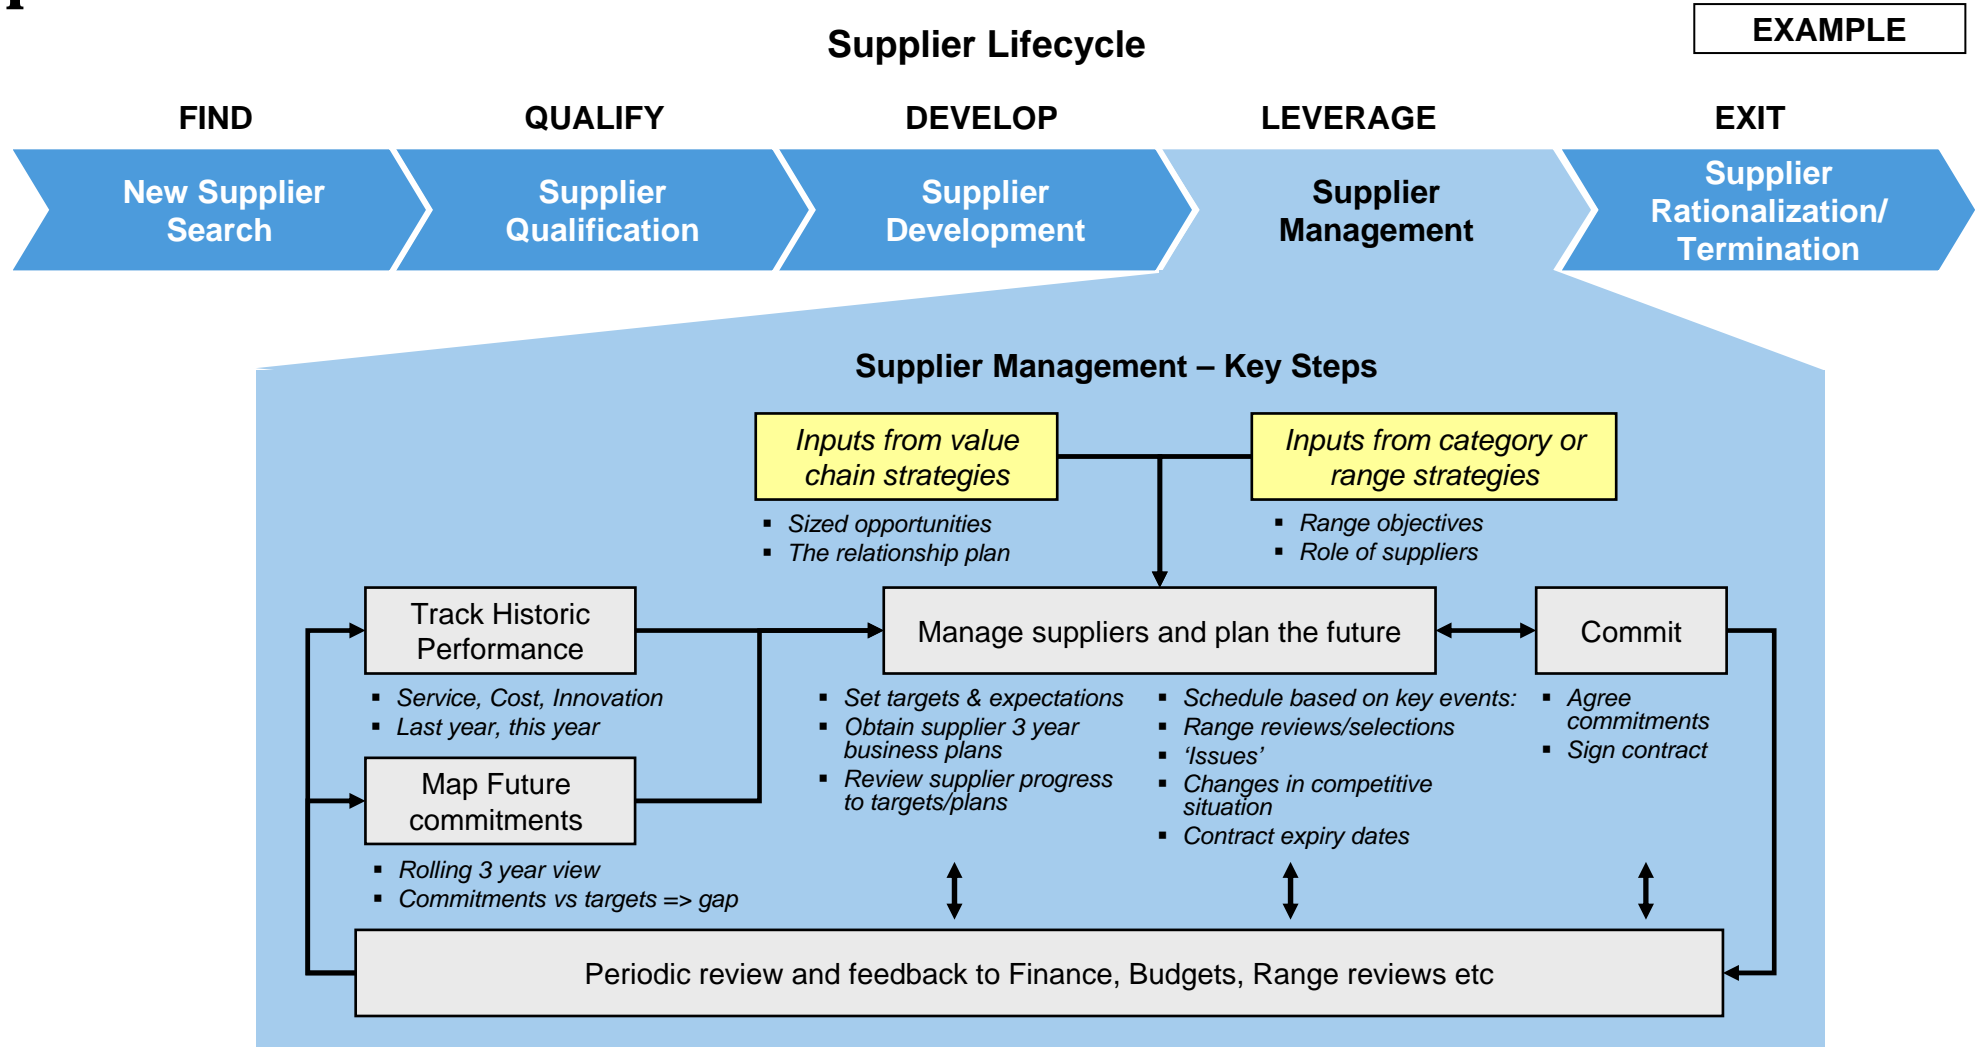 EXAMPLE
Supplier Lifecycle
FIND
QUALIFY
DEVELOP
LEVERAGE
EXIT
New Supplier
Search
Supplier
Qualification
Supplier
Development
Supplier
Management
Supplier
Rationalization/
Termination
Supplier Management – Key Steps
Inputs from value
chain strategies
▪ Sized opportunities
▪ The relationship plan
Inputs from category or
range strategies
▪ Range objectives
▪ Role of suppliers
Track Historic
Performance
▪ Service, Cost, Innovation
▪ Last year, this year
Map Future
commitments
▪ Rolling 3 year view
▪ Commitments vs targets => gap
Manage suppliers and plan the future
▪ Set targets & expectations
▪ Obtain supplier 3 year
business plans
▪ Review supplier progress
to targets/plans
▪ Schedule based on key events:
▪ Range reviews/selections
▪ ‘Issues’
▪ Changes in competitive
situation
▪ Contract expiry dates
Commit
▪ Agree
commitments
▪ Sign contract
Periodic review and feedback to Finance, Budgets, Range reviews etc